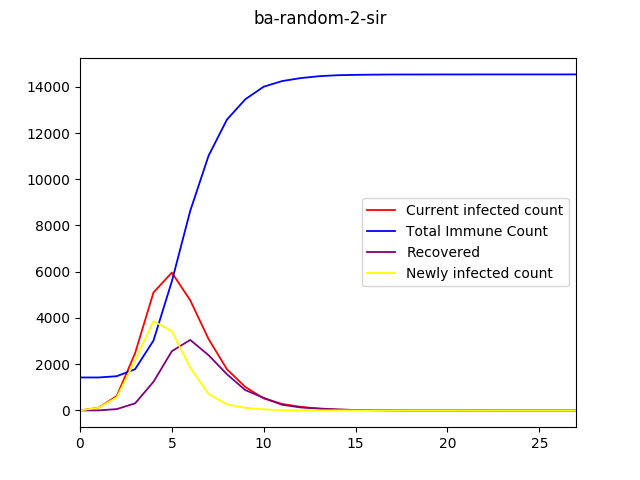 ba-random-2-sir
14000
12000
10000
8000
6000
4000
2000
0
Current infected count
Total Immune Count
Recovered
Newly infected count
0 5 10 15 20 25